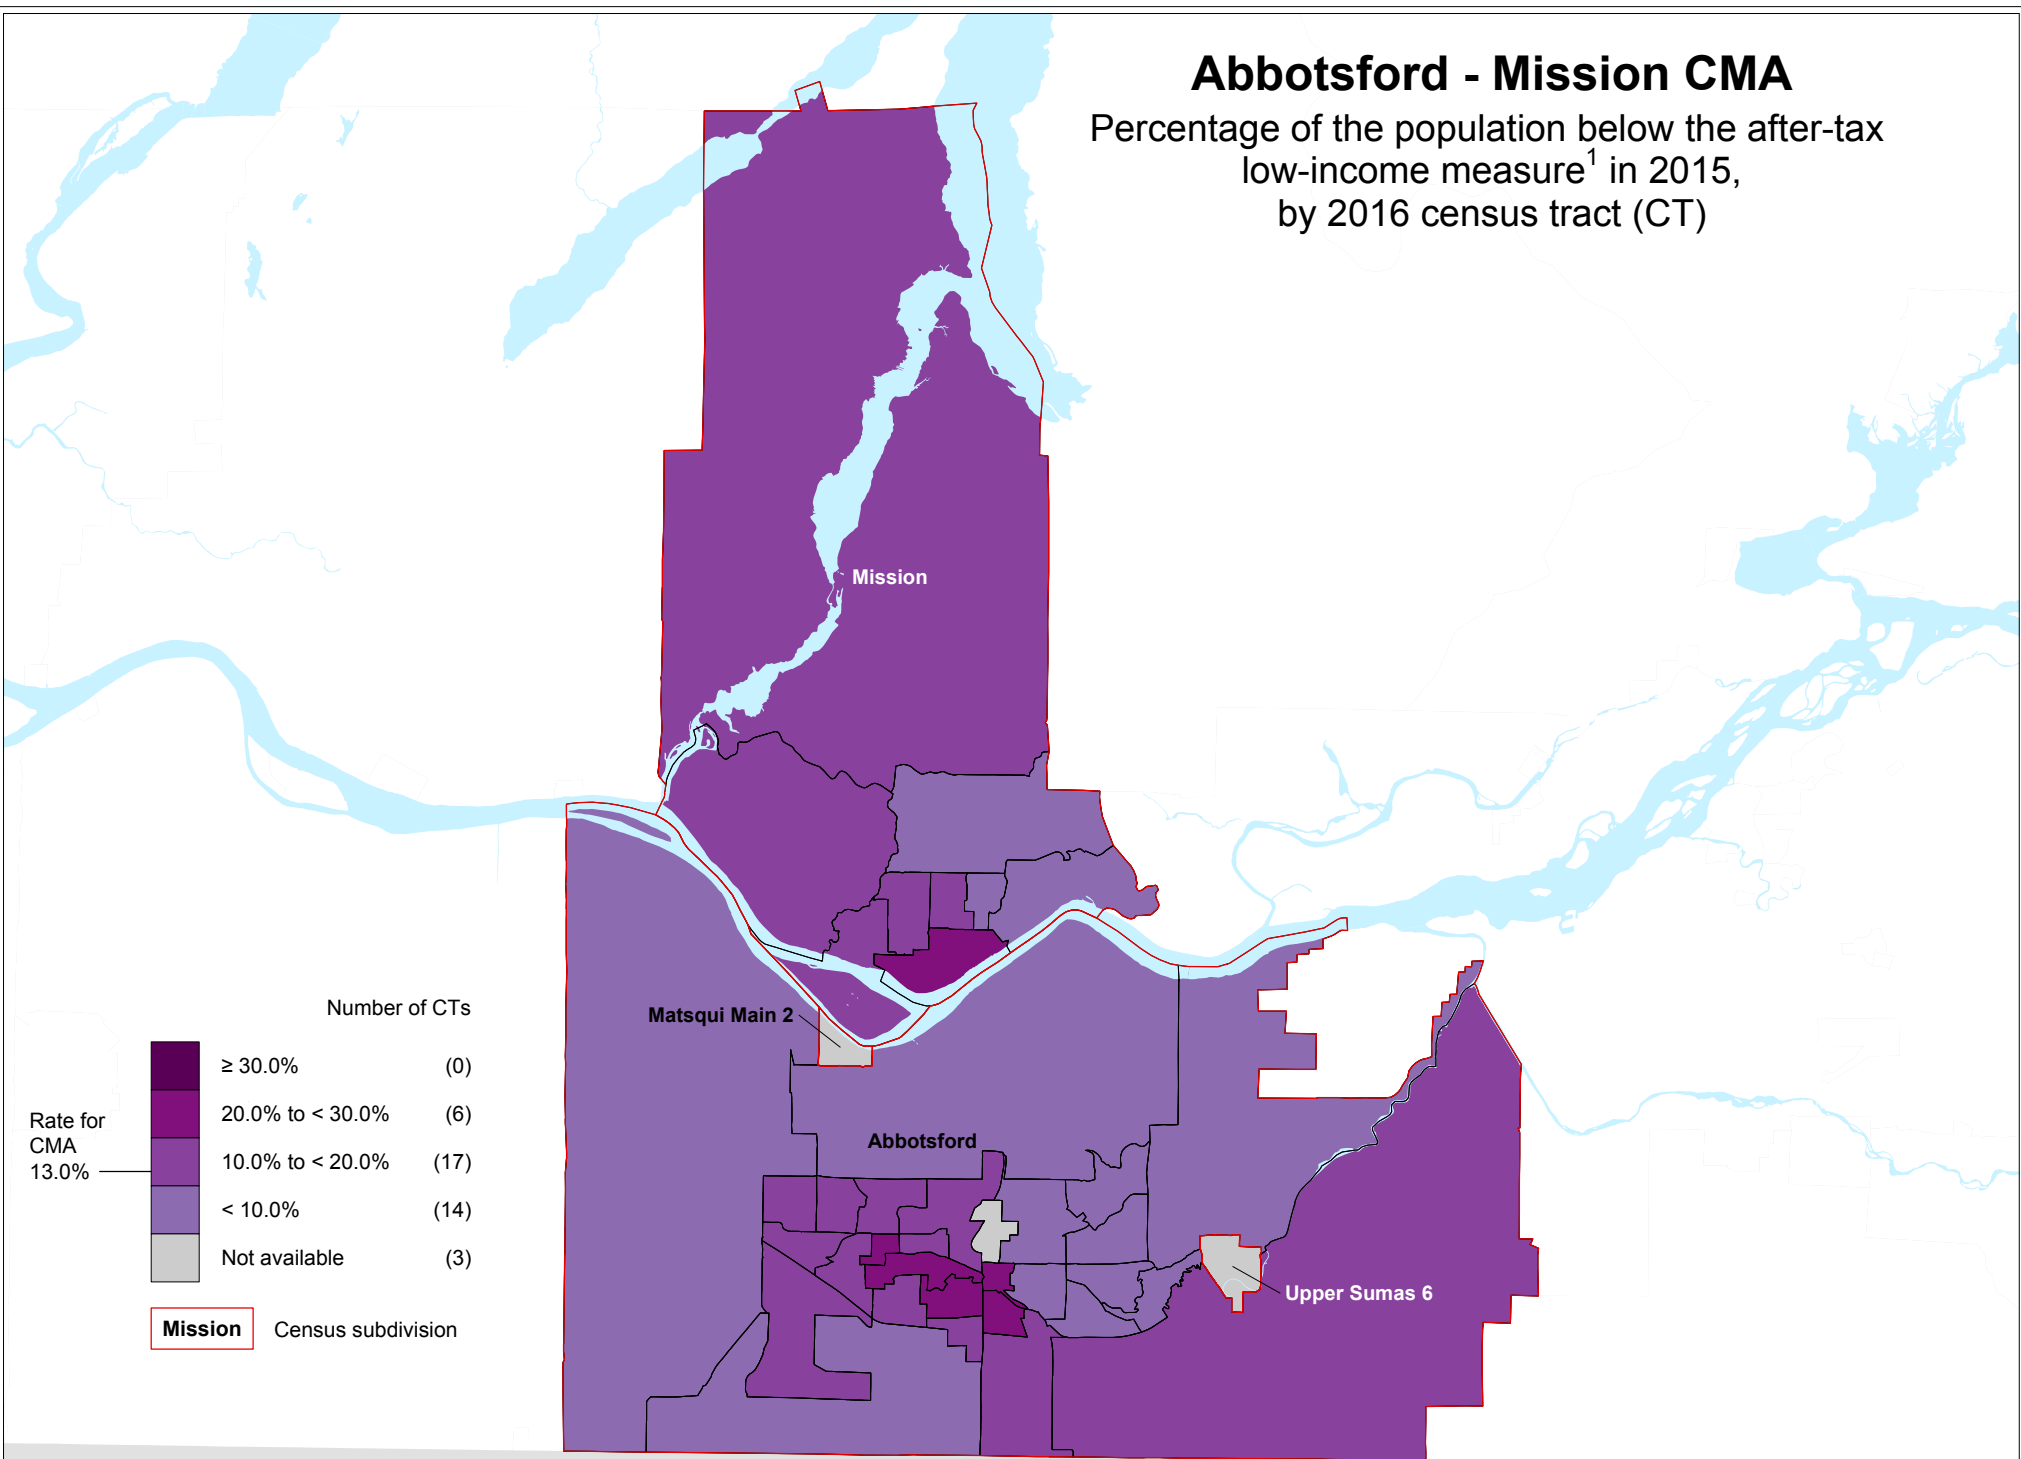 Abbotsford - Mission CMA
Percentage of the population below the after-tax
low-income measure¹ in 2015,
by 2016 census tract (CT)
Mission
Matsqui Main 2
Abbotsford
Upper Sumas 6
Number of CTs
≥ 30.0% (0)
20.0% to < 30.0% (6)
10.0% to < 20.0% (17)
< 10.0% (14)
Not available (3)
Rate for
CMA
13.0%
Mission Census subdivision